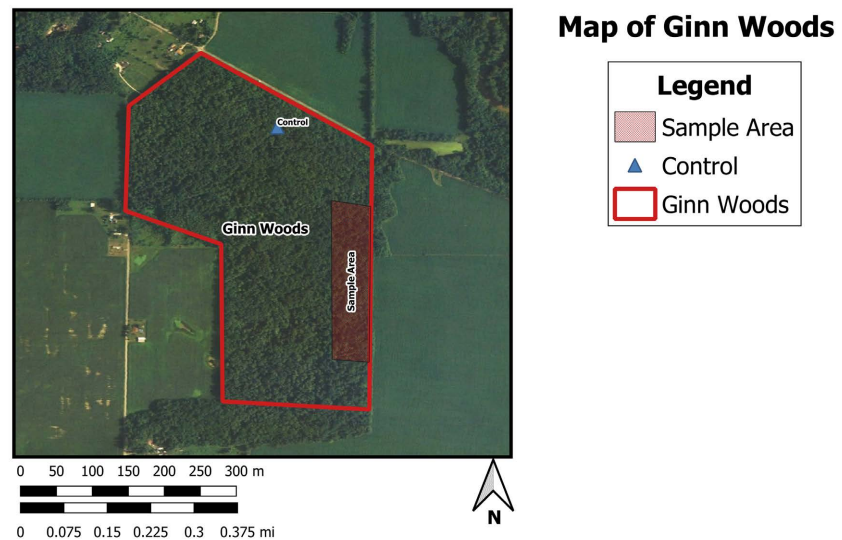 Map of Ginn Woods
Legend
Sample Area
Control
Ginn Woods
Control
Ginn Woods
Sample Area
0 50 100 150 200 250 300 m
0 0.075 0.15 0.225 0.3 0.375 mi
N